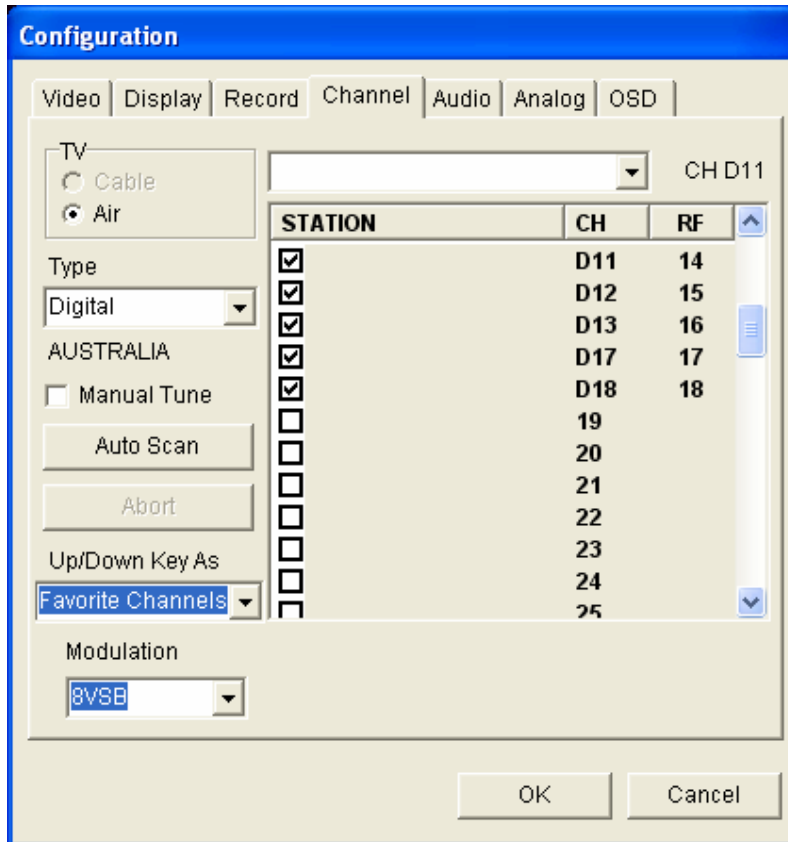 Configuration
Video Display Record Channel Audio Analog OSD
TV
Cable
Air
CH D11
Type
Digital
AUSTRALIA
Manual Tune
Auto Scan
Abort
Up/Down Key As
Favorite Channels
Modulation
8VSB
STATION CH RF
D11 14
D12 15
D13 16
D17 17
D18 18
19
20
21
22
23
24
25
OK Cancel